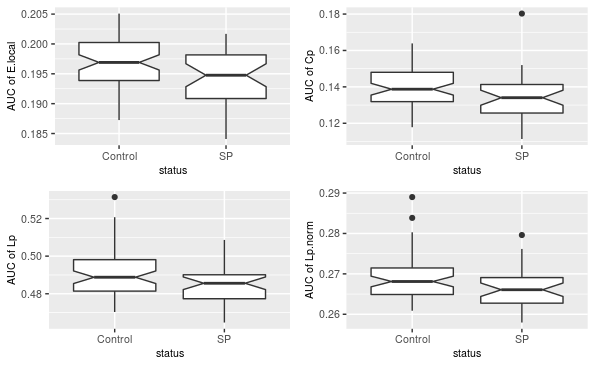 AUC of E.local
0.205
0.200
0.195
0.190
0.185
Control
SP
status
AUC of Cp
0.18
0.16
0.14
0.12
Control
SP
status
AUC of Lp
0.52
0.50
0.48
Control
SP
status
AUC of Lp.norm
0.29
0.28
0.27
0.26
Control
SP
status